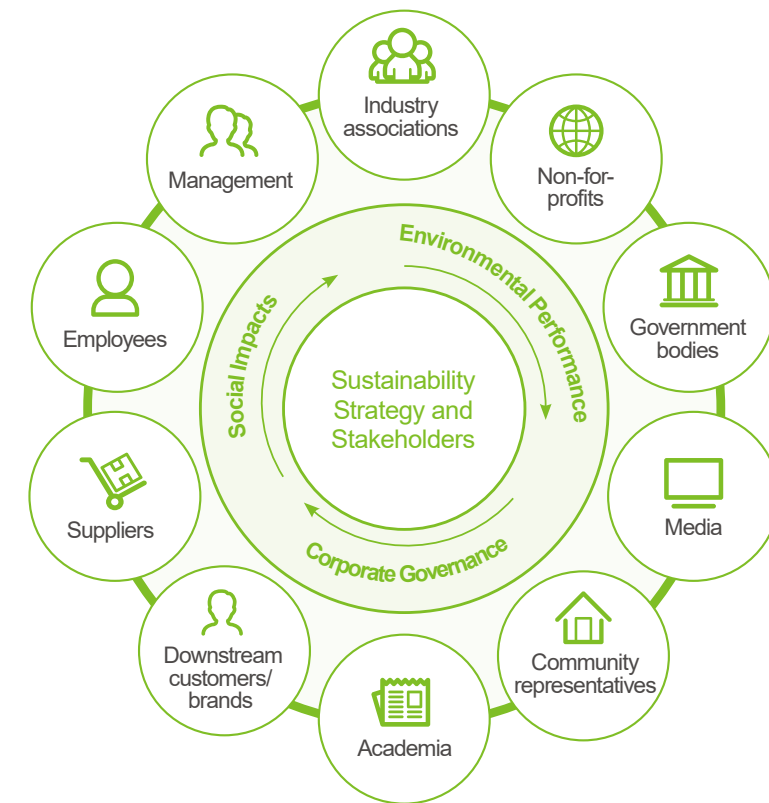 Industry
associations
Non-for-
profits
Government
bodies
Media
Community
representatives
Academia
Downstream
customers/
brands
Suppliers
Employees
Management
Environmental Performance
Corporate Governance
Social Impacts
Sustainability
Strategy and
Stakeholders